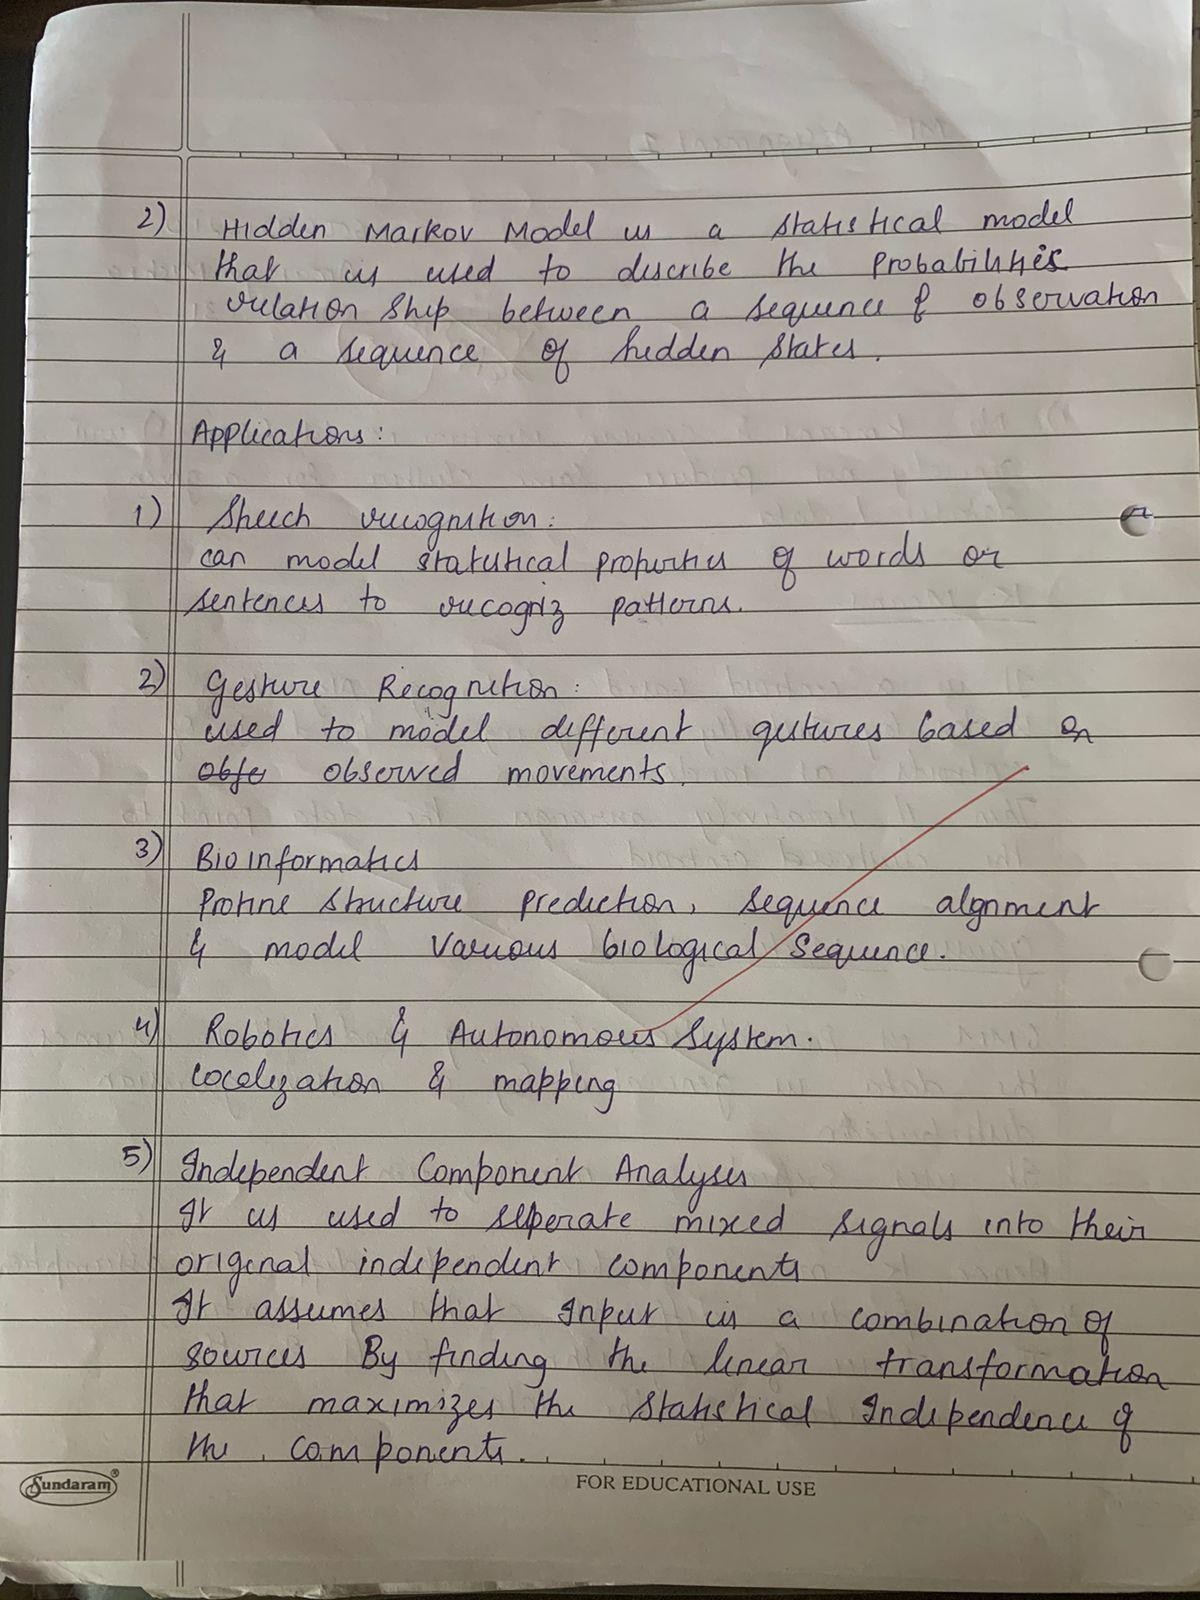 2) Hidden Markov Model is a statistical model
that is used to describe the Probabilities
relation ship between a sequence of observation
& a sequence of hidden states.
Applications:
1) Speech recognition:
can model statistical properties of words or
sentences to recogniz patterns.
2) Gesture Recognition:
used to model different gestures based on
observed movements.
3) Bioinformatics
Protine structure prediction, sequence algnment
& model various biological sequence.
4) Robotics & Autonomous System.
localization & mapping
5) Independent Component Analyses
It is used to seperate mixed signals into their
original independent components
It assumes that Input is a combination of
sources By finding the linear transformation
that maximizes the statistical Independence of
the components.
Sundaram®
FOR EDUCATIONAL USE